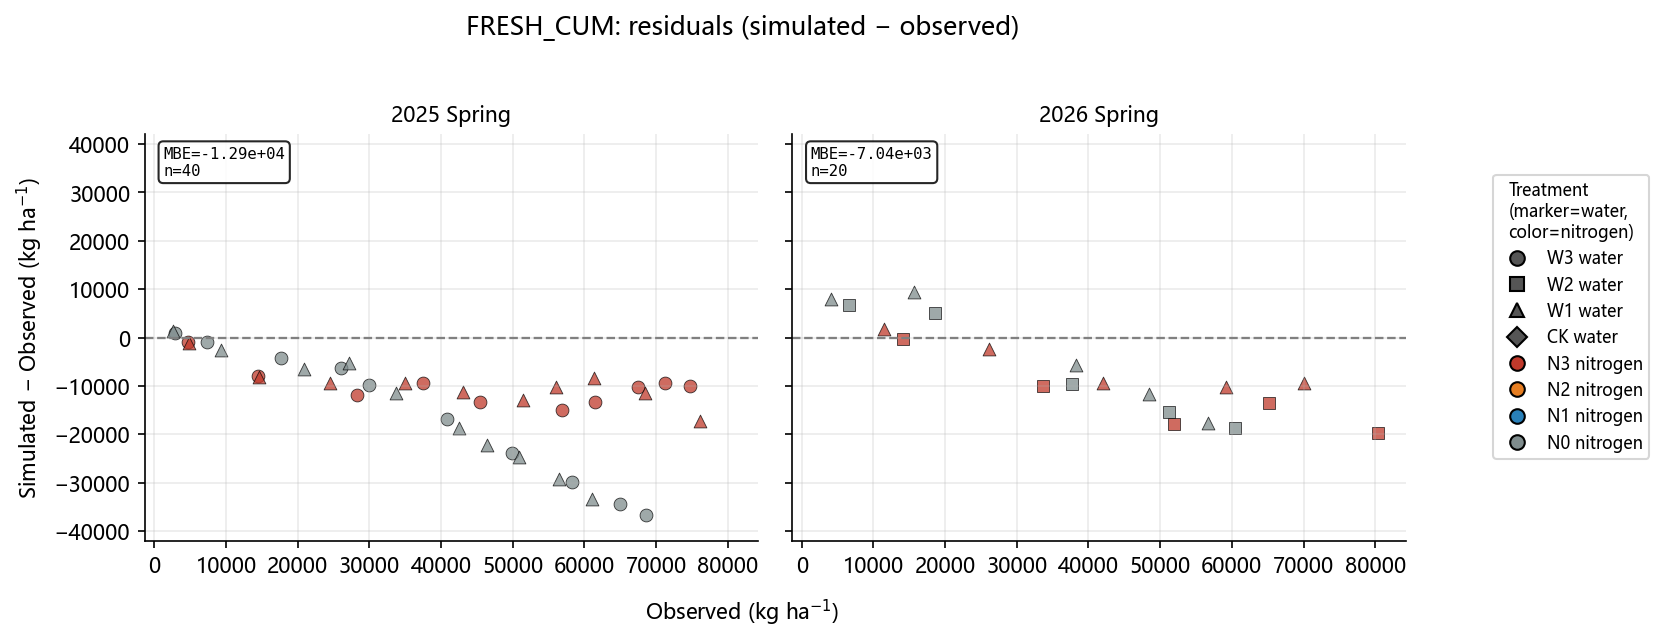 FRESH_CUM: residuals (simulated − observed)
2025 Spring
2026 Spring
MBE=-1.29e+04
n=40
MBE=-7.04e+03
n=20
40000
30000
20000
10000
0
−10000
−20000
−30000
−40000
Simulated − Observed (kg ha⁻¹)
0 10000 20000 30000 40000 50000 60000 70000 80000
0 10000 20000 30000 40000 50000 60000 70000 80000
Observed (kg ha⁻¹)
Treatment
(marker=water,
color=nitrogen)
W3 water
W2 water
W1 water
CK water
N3 nitrogen
N2 nitrogen
N1 nitrogen
N0 nitrogen